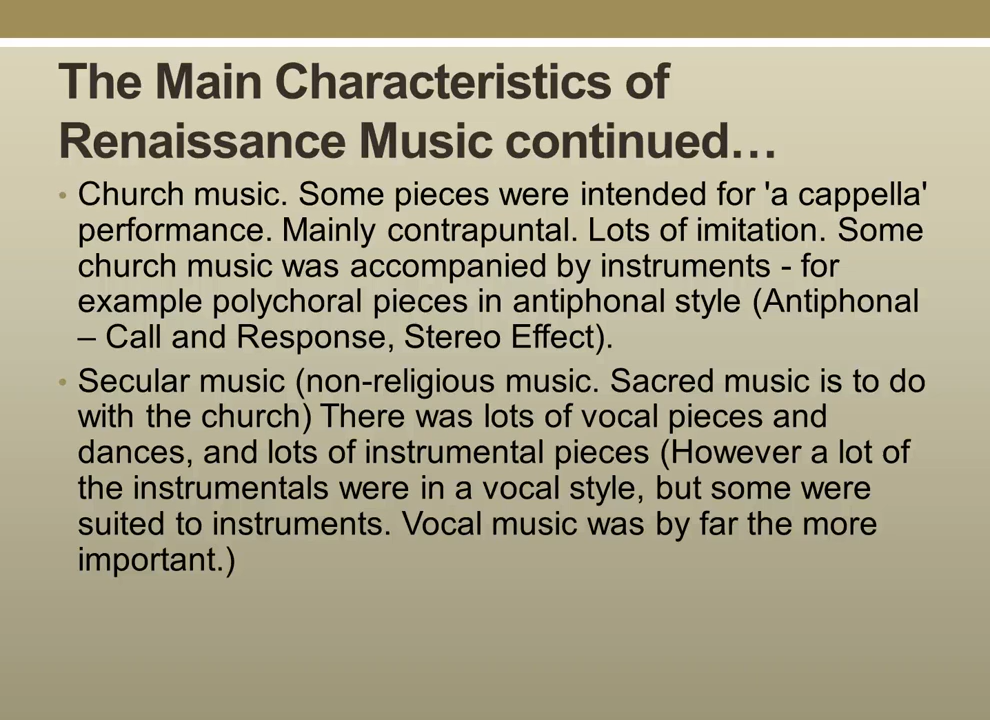 The Main Characteristics of
Renaissance Music continued…
• Church music. Some pieces were intended for 'a cappella'
performance. Mainly contrapuntal. Lots of imitation. Some
church music was accompanied by instruments - for
example polychoral pieces in antiphonal style (Antiphonal
– Call and Response, Stereo Effect).
• Secular music (non-religious music. Sacred music is to do
with the church) There was lots of vocal pieces and
dances, and lots of instrumental pieces (However a lot of
the instrumentals were in a vocal style, but some were
suited to instruments. Vocal music was by far the more
important.)